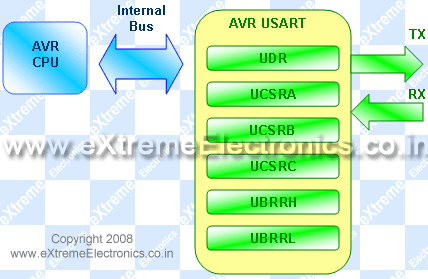 Internal
Bus
AVR
CPU
AVR USART
UDR
UCSRA
UCSRB
UCSRC
UBRRH
UBRRL
TX
RX
www.eXtremeElectronics.co.in
Copyright 2008
www.eXtremeElectronics.co.in